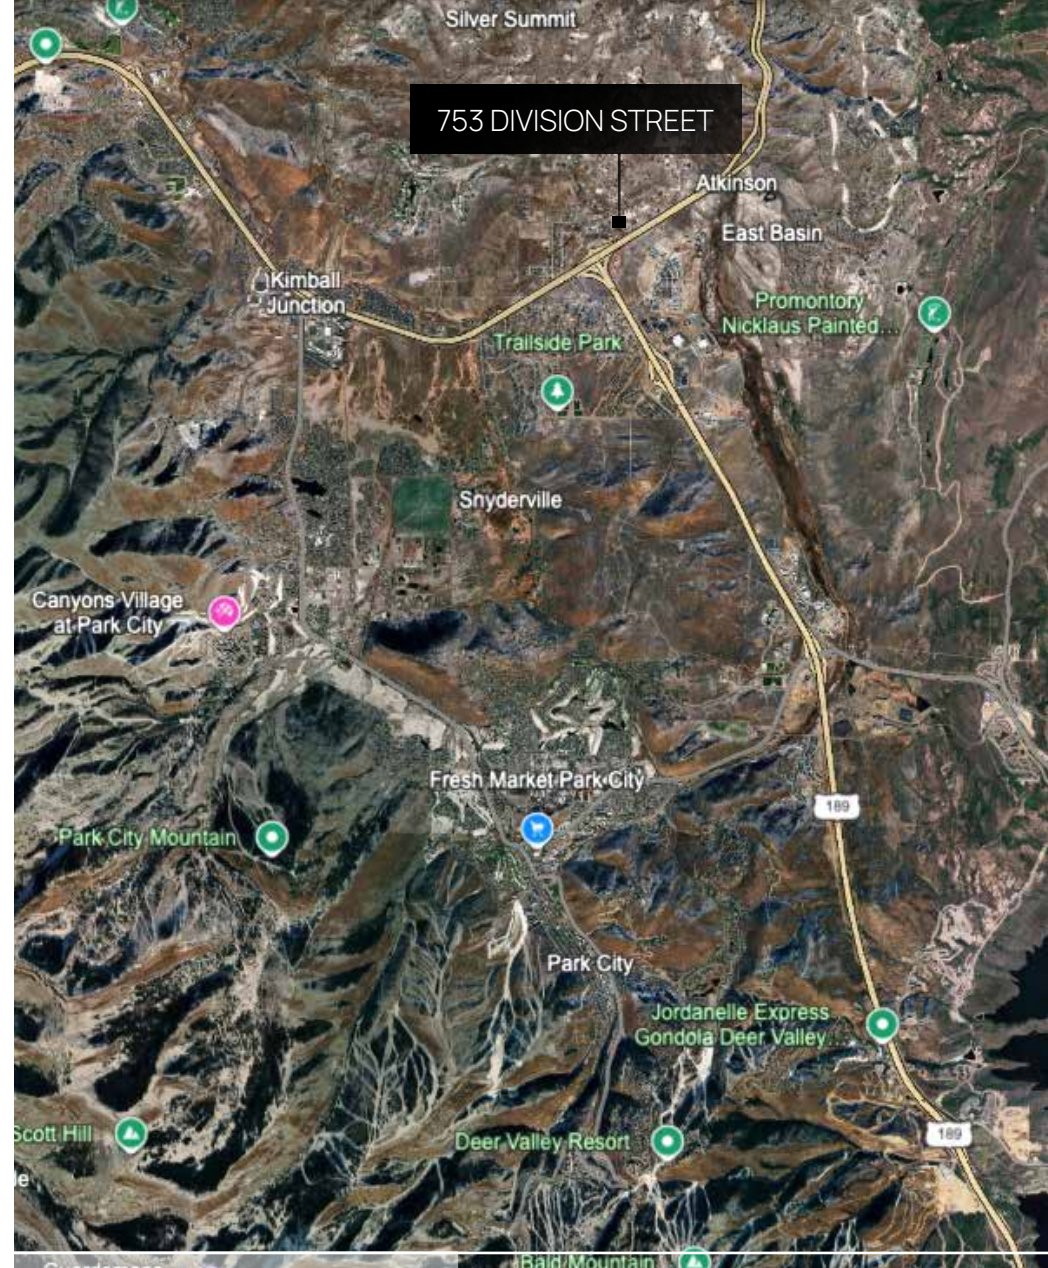 Silver Summit
753 DIVISION STREET
Atkinson
East Basin
Kimball
Junction
Promontory
Nicklaus Painted...
Trailside Park
Snyderville
Canyons Village
at Park City
Fresh Market Park City
189
Park City Mountain
Park City
Jordanelle Express
Gondola Deer Valley...
Scott Hill
Deer Valley Resort
189
le
Bald Mountain